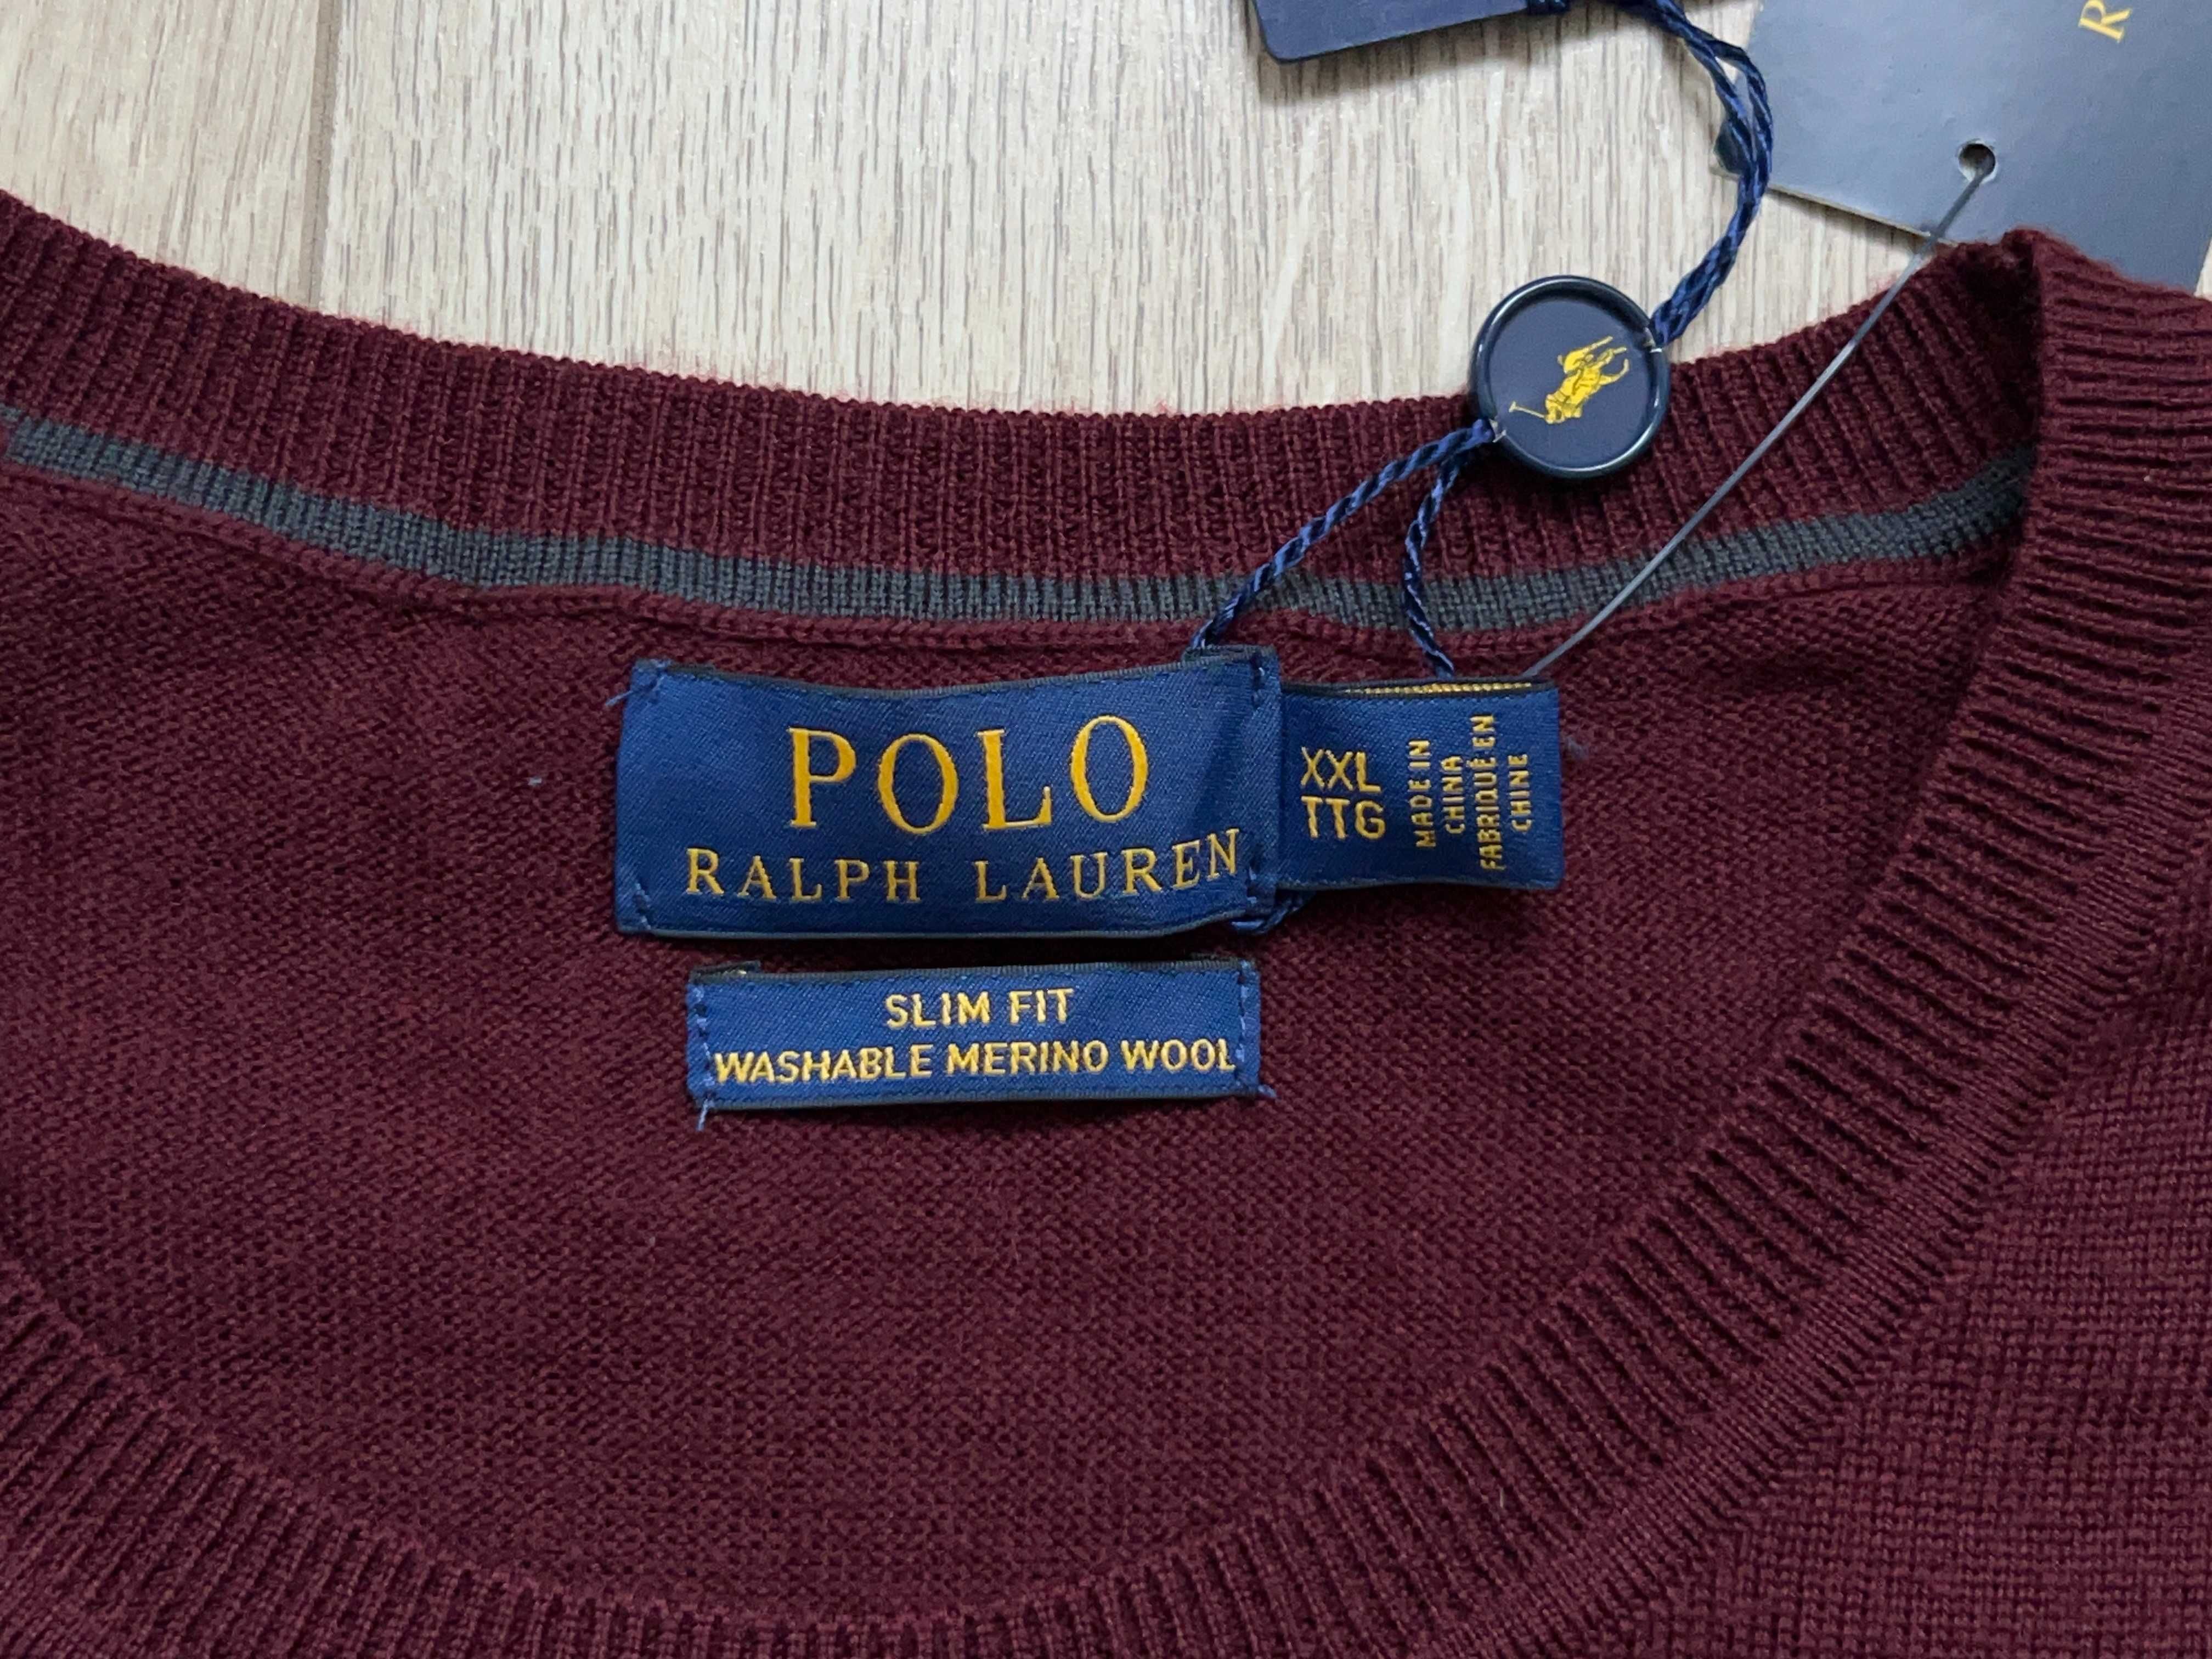 R
POLO
RALPH LAUREN
XXL
TTG
MADE IN
CHINA
FABRIQUÉ EN
CHINE
SLIM FIT
WASHABLE MERINO WOOL